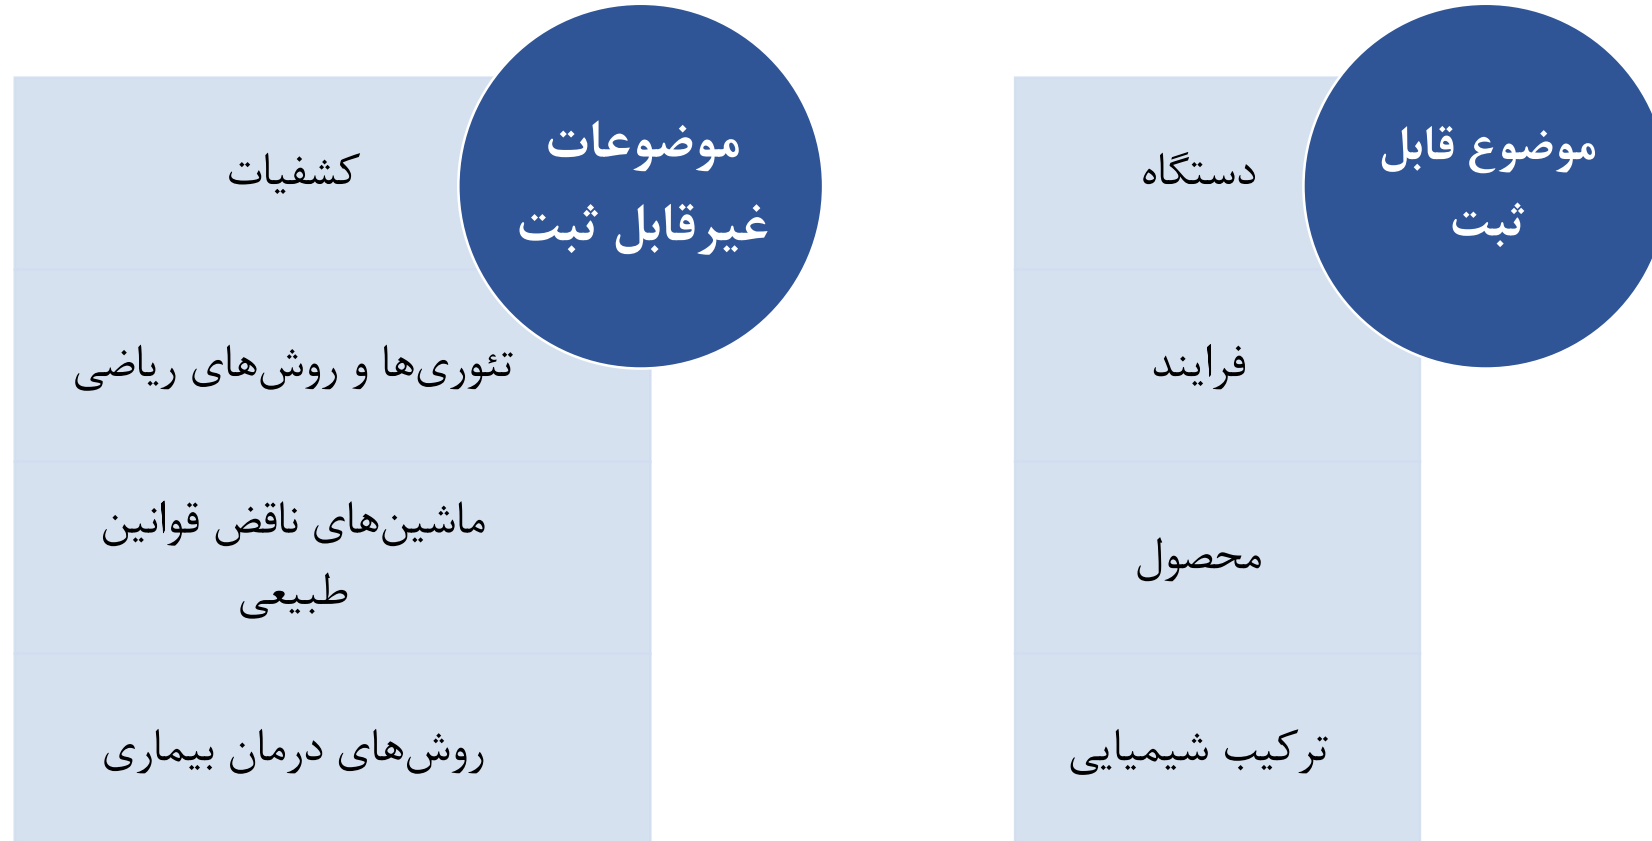 موضوع قابل
ثبت
دستگاه
فرایند
محصول
ترکیب شیمیایی
موضوعات
غیرقابل ثبت
کشفیات
تئوری‌ها و روش‌های ریاضی
ماشین‌های ناقض قوانین
طبیعی
روش‌های درمان بیماری